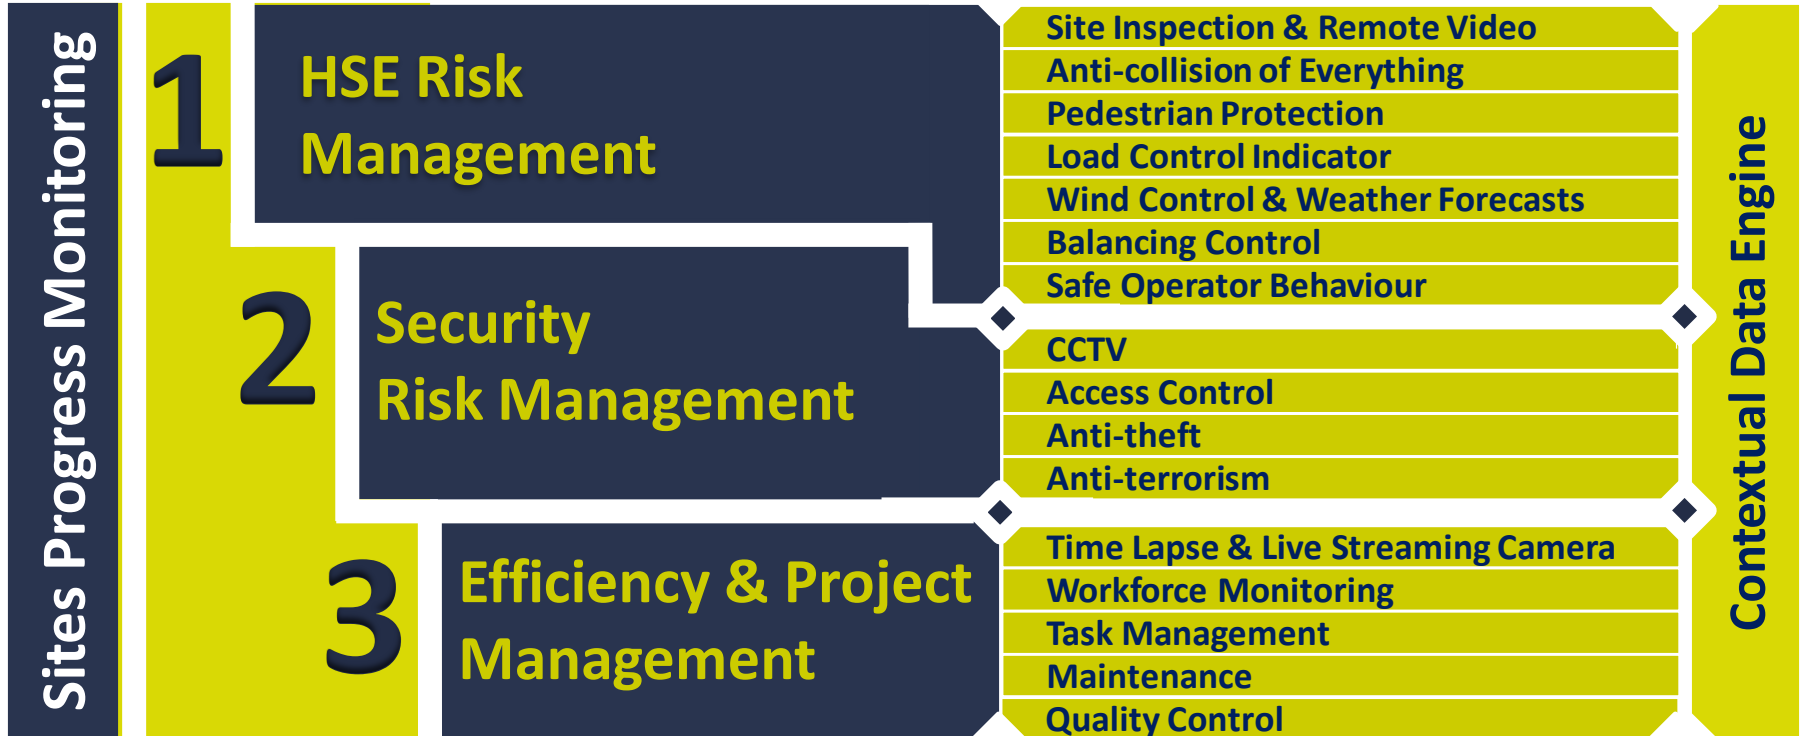 Sites Progress Monitoring
1
HSE Risk
Management
Site Inspection & Remote Video
Anti-collision of Everything
Pedestrian Protection
Load Control Indicator
Wind Control & Weather Forecasts
Balancing Control
Safe Operator Behaviour
2
Security
Risk Management
CCTV
Access Control
Anti-theft
Anti-terrorism
3
Efficiency & Project
Management
Time Lapse & Live Streaming Camera
Workforce Monitoring
Task Management
Maintenance
Quality Control
Contextual Data Engine